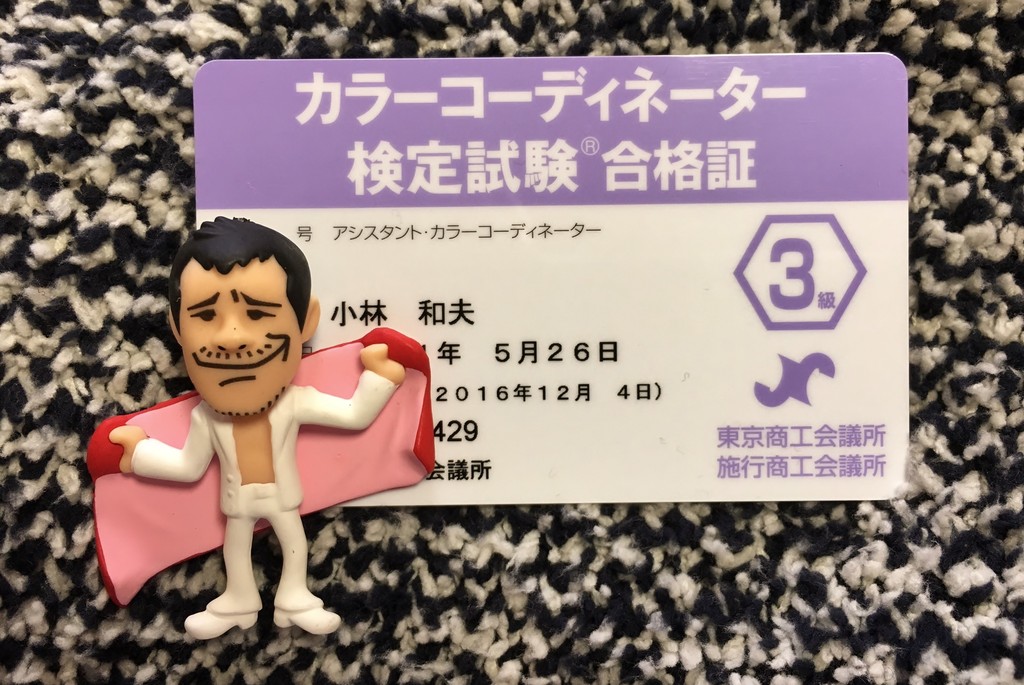 カラーコーディネーター
検定試験® 合格証
号 アシスタント・カラーコーディネーター
3級
小林 和夫
1年 5月26日
2016年12月 4日）
429
会議所
東京商工会議所
施行商工会議所